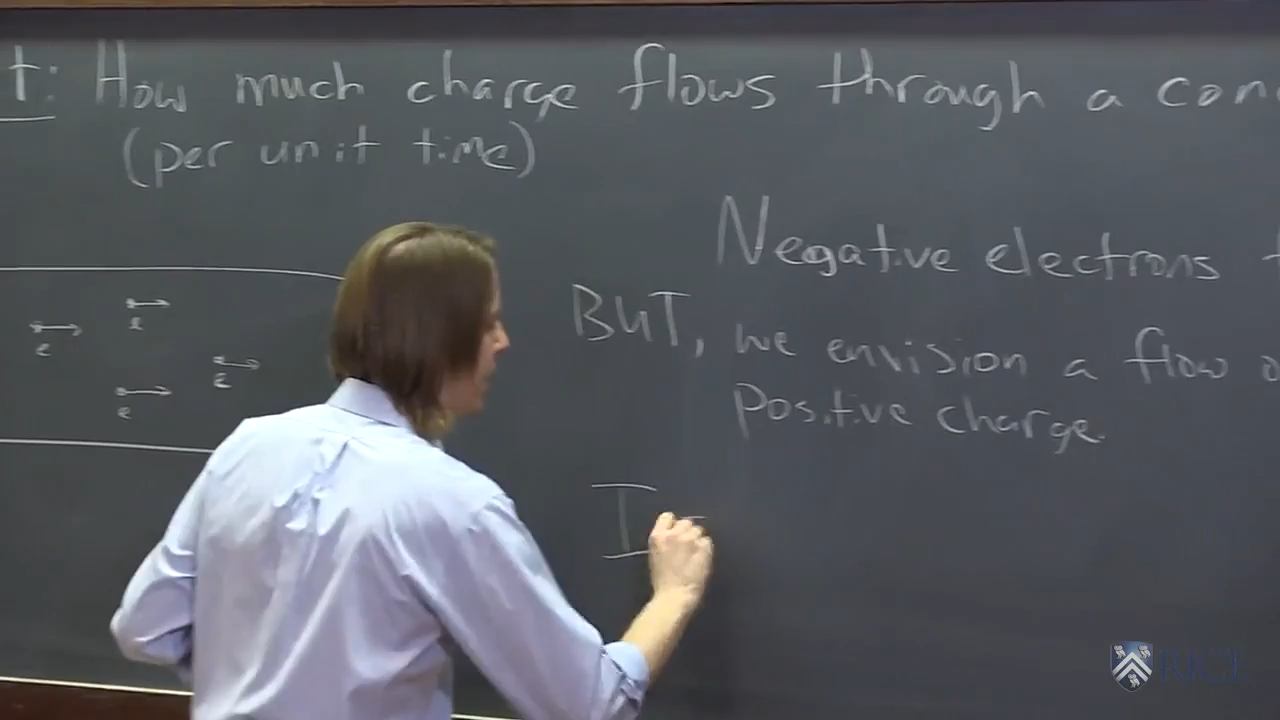 t: How much charge flows through a con
(per unit time)
Negative electrons
BUT, we envision a flow
positive charge.
e e e e
I =
RICE